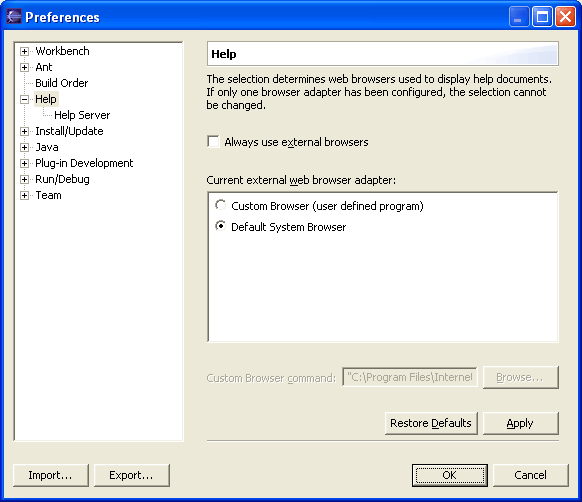 Preferences
Workbench
Ant
Build Order
Help
Help Server
Install/Update
Java
Plug-in Development
Run/Debug
Team
Help
The selection determines web browsers used to display help documents.
If only one browser adapter has been configured, the selection cannot
be changed.
Always use external browsers
Current external web browser adapter:
Custom Browser (user defined program)
Default System Browser
Custom Browser command: "C:\Program Files\Interne Browse...
Restore Defaults Apply
Import... Export... OK Cancel